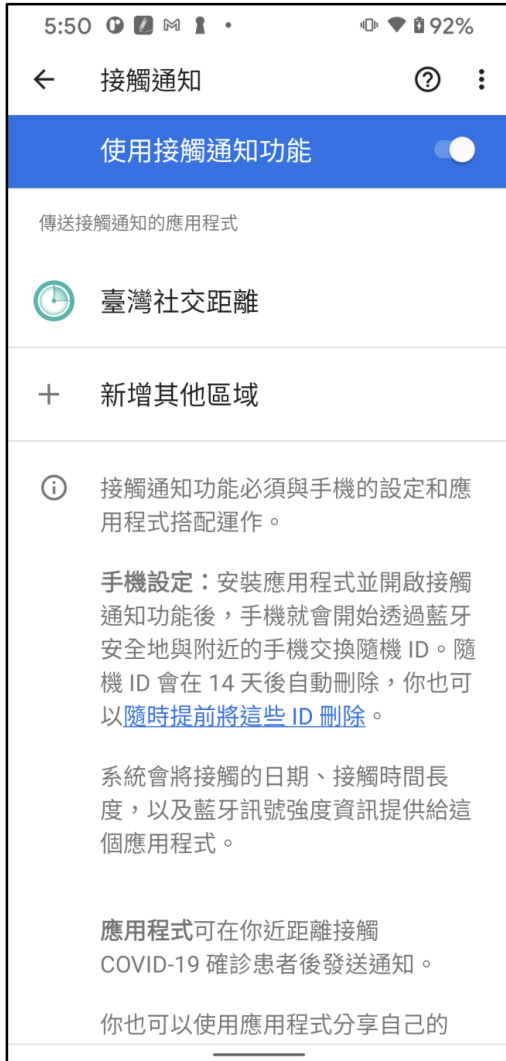 5:50 92%
接觸通知
使用接觸通知功能
傳送接觸通知的應用程式
臺灣社交距離
新增其他區域
接觸通知功能必須與手機的設定和應
用程式搭配運作。
手機設定：安裝應用程式並開啟接觸
通知功能後，手機就會開始透過藍牙
安全地與附近的手機交換隨機 ID。隨
機 ID 會在 14 天後自動刪除，你也可
以隨時提前將這些 ID 刪除。
系統會將接觸的日期、接觸時間長
度，以及藍牙訊號強度資訊提供給這
個應用程式。
應用程式可在你近距離接觸
COVID-19 確診患者後發送通知。
你也可以使用應用程式分享自己的